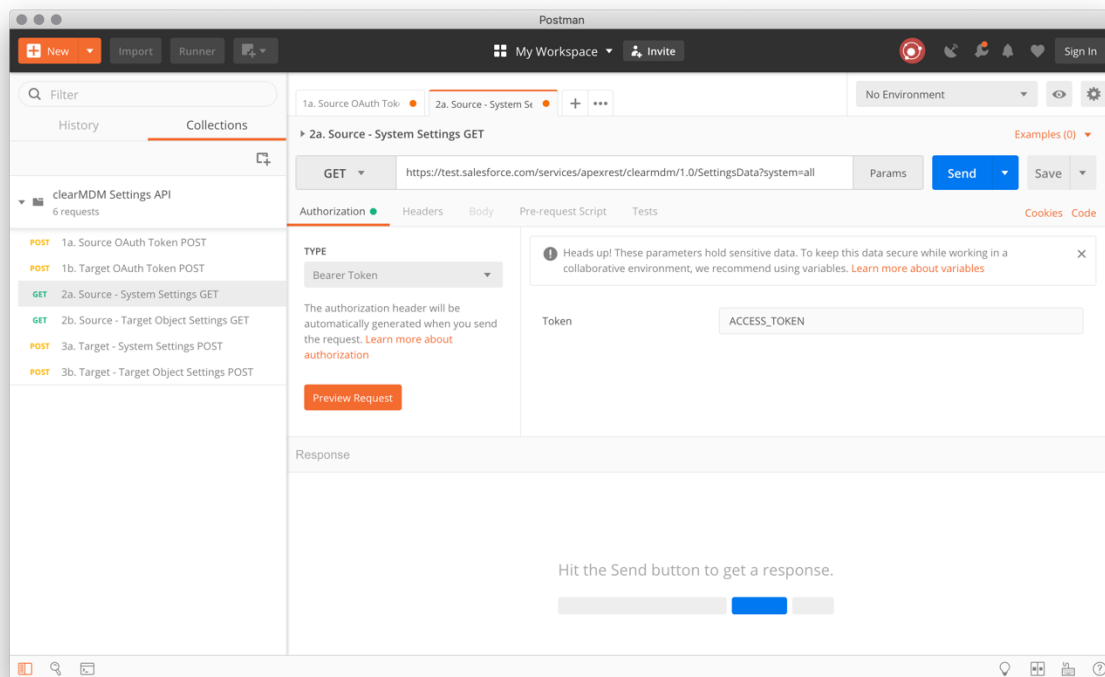 Postman
New
Import
Runner
My Workspace
Invite
Sign In
Filter
History
Collections
clearMDM Settings API
6 requests
POST 1a. Source OAuth Token POST
POST 1b. Target OAuth Token POST
GET 2a. Source - System Settings GET
GET 2b. Source - Target Object Settings GET
POST 3a. Target - System Settings POST
POST 3b. Target - Target Object Settings POST
1a. Source OAuth Tok
2a. Source - System Se
No Environment
2a. Source - System Settings GET
Examples (0)
GET
https://test.salesforce.com/services/apexrest/clearmdm/1.0/SettingsData?system=all
Params
Send
Save
Authorization
Headers
Body
Pre-request Script
Tests
Cookies
Code
TYPE
Bearer Token
The authorization header will be
automatically generated when you send
the request. Learn more about
authorization
Preview Request
Heads up! These parameters hold sensitive data. To keep this data secure while working in a
collaborative environment, we recommend using variables. Learn more about variables
Token
ACCESS_TOKEN
Response
Hit the Send button to get a response.